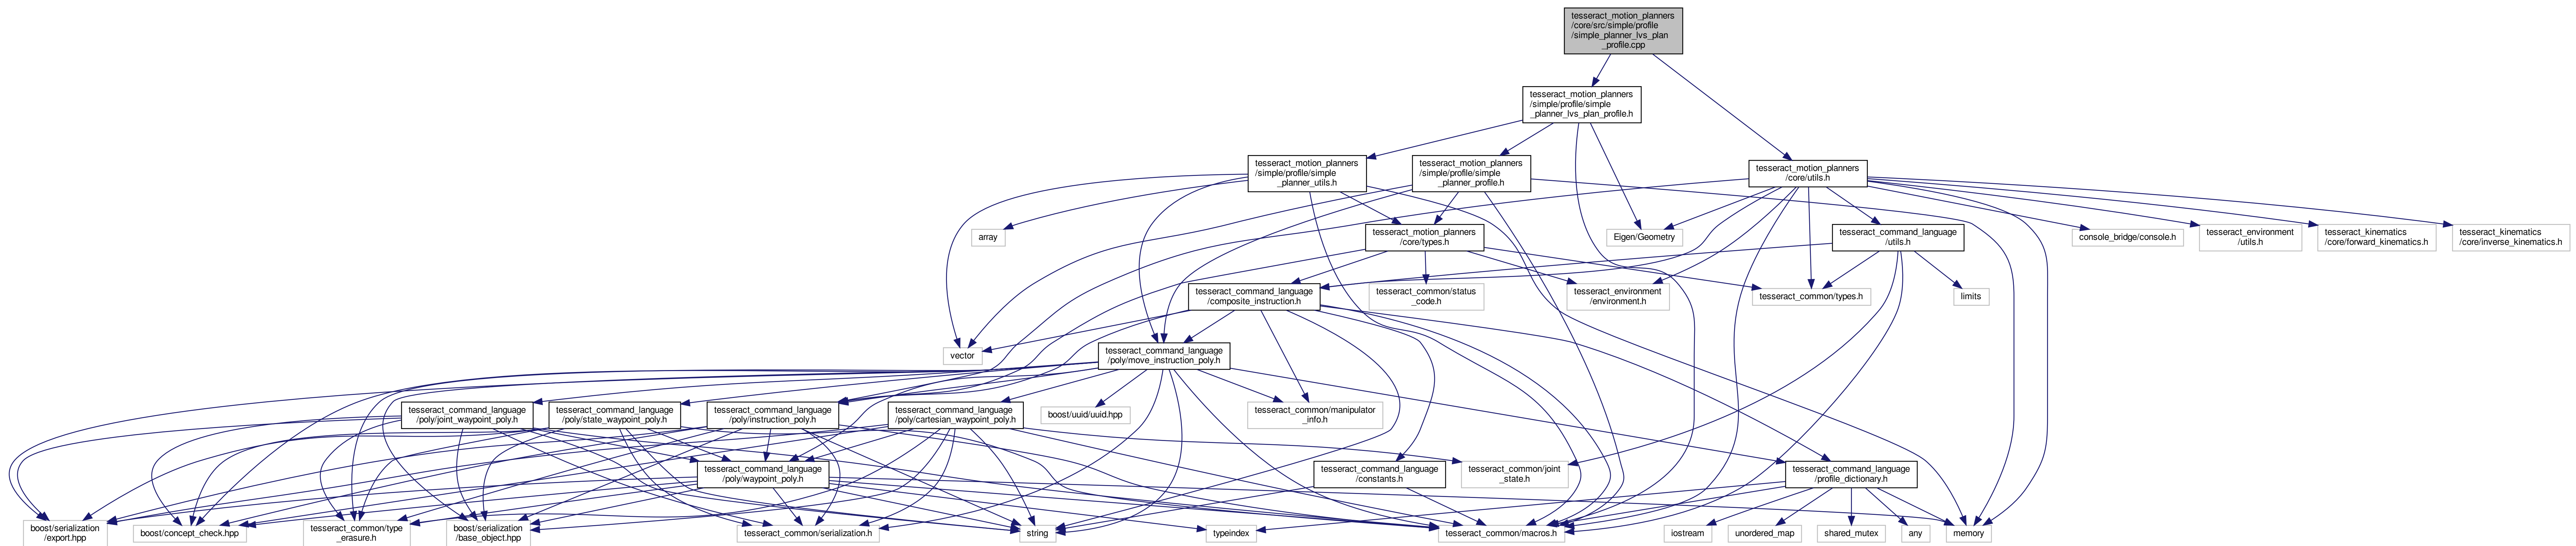 tesseract_motion_planners
/core/src/simple/profile
/simple_planner_lvs_plan
_profile.cpp
tesseract_motion_planners
/simple/profile/simple
_planner_lvs_plan_profile.h
tesseract_motion_planners
/simple/profile/simple
_planner_utils.h
tesseract_motion_planners
/simple/profile/simple
_planner_profile.h
tesseract_motion_planners
/core/utils.h
array
tesseract_motion_planners
/core/types.h
Eigen/Geometry
tesseract_command_language
/utils.h
console_bridge/console.h
tesseract_environment
/utils.h
tesseract_kinematics
/core/forward_kinematics.h
tesseract_kinematics
/core/inverse_kinematics.h
tesseract_command_language
/composite_instruction.h
tesseract_common/status
_code.h
tesseract_environment
/environment.h
tesseract_common/types.h
limits
vector
tesseract_command_language
/poly/move_instruction_poly.h
tesseract_command_language
/poly/joint_waypoint_poly.h
tesseract_command_language
/poly/state_waypoint_poly.h
tesseract_command_language
/poly/instruction_poly.h
tesseract_command_language
/poly/cartesian_waypoint_poly.h
boost/uuid/uuid.hpp
tesseract_common/manipulator
_info.h
tesseract_command_language
/poly/waypoint_poly.h
tesseract_command_language
/constants.h
tesseract_common/joint
_state.h
tesseract_command_language
/profile_dictionary.h
boost/serialization
/export.hpp
boost/concept_check.hpp
tesseract_common/type
_erasure.h
boost/serialization
/base_object.hpp
tesseract_common/serialization.h
string
typeindex
tesseract_common/macros.h
iostream
unordered_map
shared_mutex
any
memory